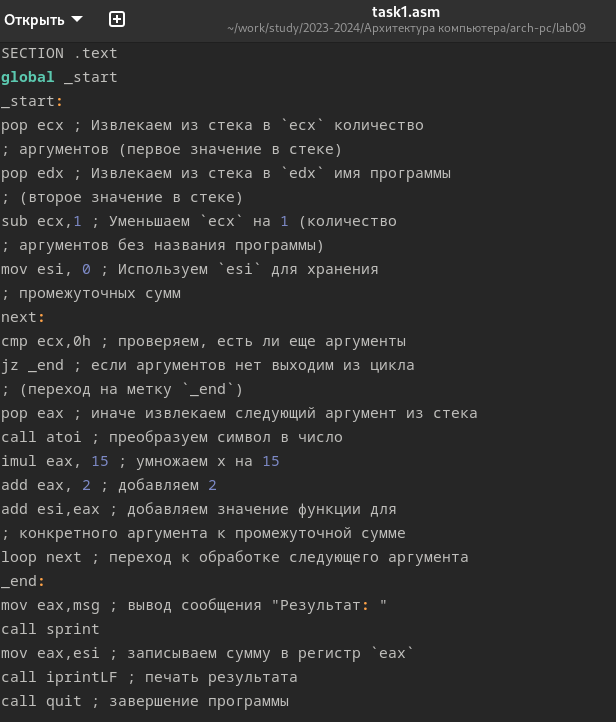 Открыть
task1.asm
~/work/study/2023-2024/Архитектура компьютера/arch-pc/lab09
SECTION .text
global _start
_start:
pop ecx ; Извлекаем из стека в `ecx` количество
; аргументов (первое значение в стеке)
pop edx ; Извлекаем из стека в `edx` имя программы
; (второе значение в стеке)
sub ecx,1 ; Уменьшаем `ecx` на 1 (количество
; аргументов без названия программы)
mov esi, 0 ; Используем `esi` для хранения
; промежуточных сумм
next:
cmp ecx,0h ; проверяем, есть ли еще аргументы
jz _end ; если аргументов нет выходим из цикла
; (переход на метку `_end`)
pop eax ; иначе извлекаем следующий аргумент из стека
call atoi ; преобразуем символ в число
imul eax, 15 ; умножаем x на 15
add eax, 2 ; добавляем 2
add esi,eax ; добавляем значение функции для
; конкретного аргумента к промежуточной сумме
loop next ; переход к обработке следующего аргумента
_end:
mov eax,msg ; вывод сообщения "Результат: "
call sprint
mov eax,esi ; записываем сумму в регистр `eax`
call iprintLF ; печать результата
call quit ; завершение программы